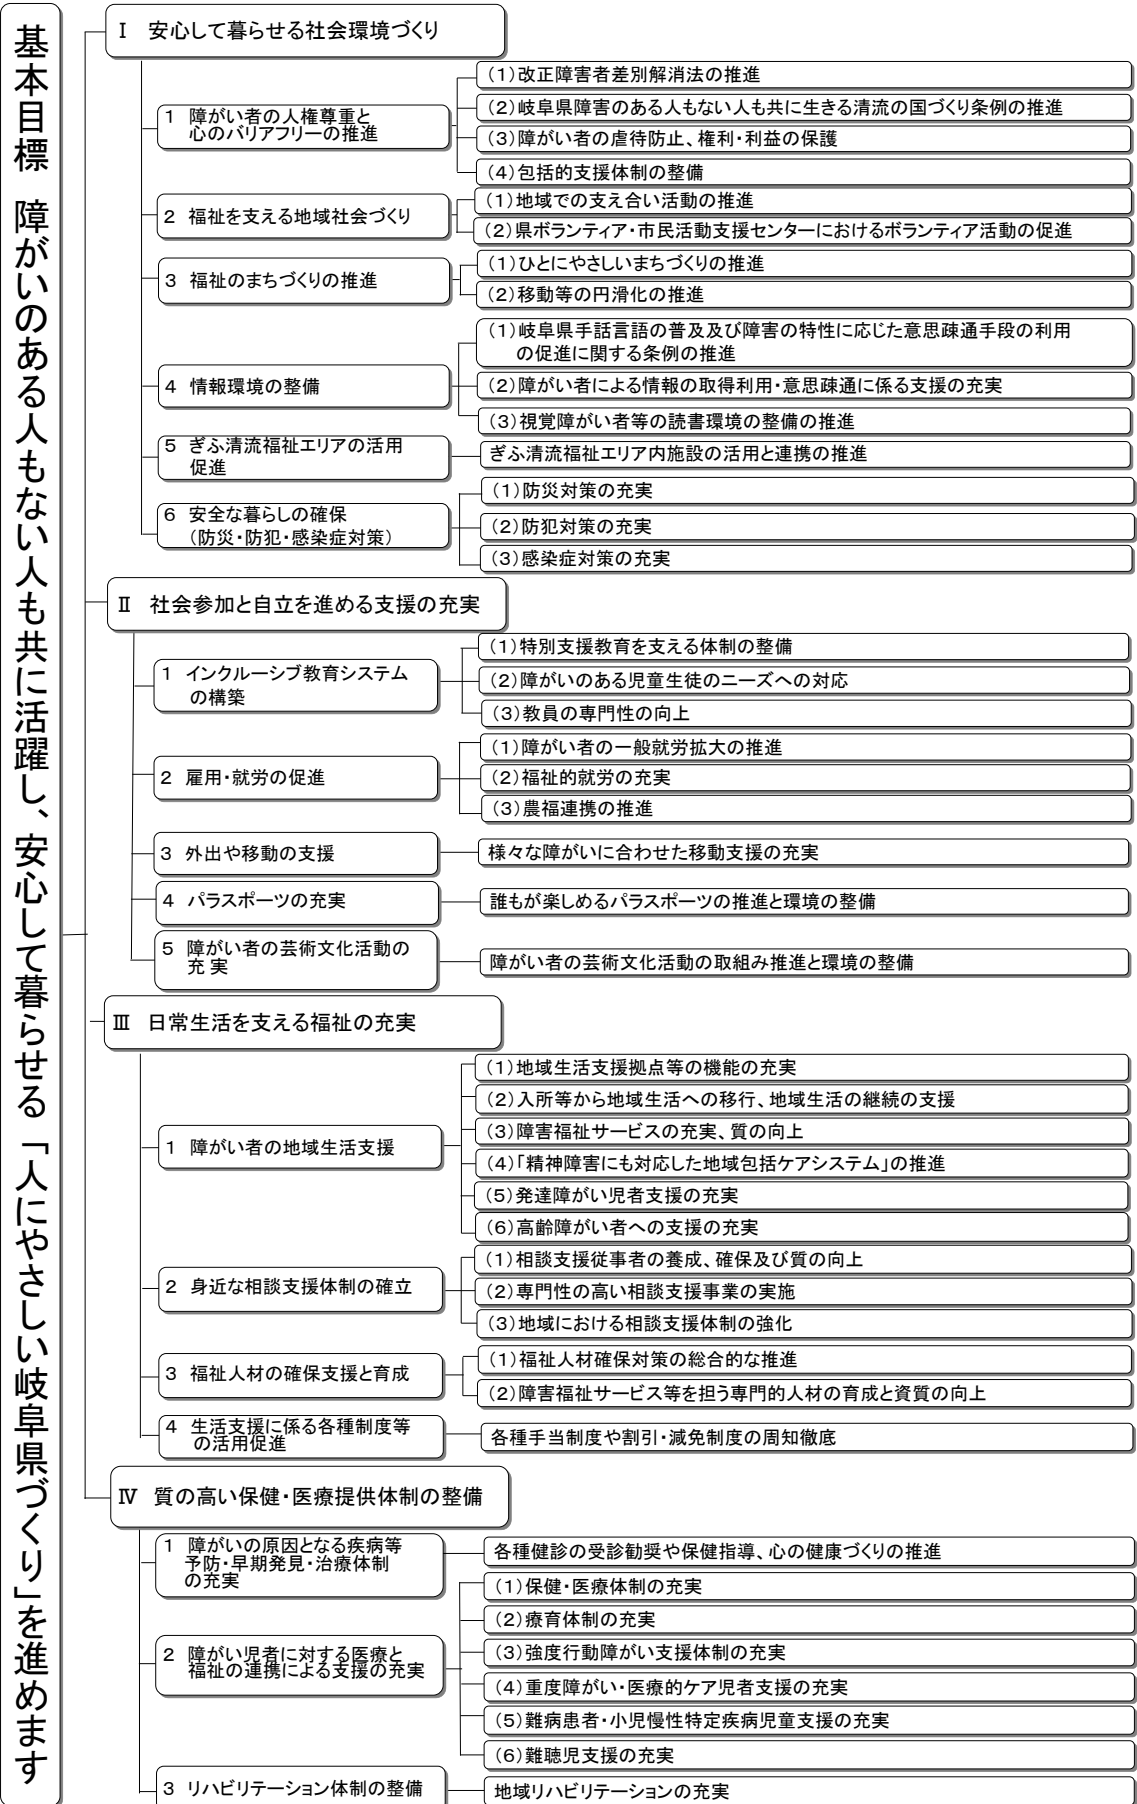 基本目標 障がいのある人もない人も共に活躍し、安心して暮らせる「人にやさしい岐阜県づくり」を進めます
Ⅰ 安心して暮らせる社会環境づくり
1 障がい者の人権尊重と
心のバリアフリーの推進
(1)改正障害者差別解消法の推進
(2)岐阜県障害のある人もない人も共に生きる清流の国づくり条例の推進
(3)障がい者の虐待防止、権利・利益の保護
(4)包括的支援体制の整備
2 福祉を支える地域社会づくり
(1)地域での支え合い活動の推進
(2)県ボランティア・市民活動支援センターにおけるボランティア活動の促進
3 福祉のまちづくりの推進
(1)ひとにやさしいまちづくりの推進
(2)移動等の円滑化の推進
4 情報環境の整備
(1)岐阜県手話言語の普及及び障害の特性に応じた意思疎通手段の利用
の促進に関する条例の推進
(2)障がい者による情報の取得利用・意思疎通に係る支援の充実
(3)視覚障がい者等の読書環境の整備の推進
5 ぎふ清流福祉エリアの活用
促進
ぎふ清流福祉エリア内施設の活用と連携の推進
6 安全な暮らしの確保
(防災・防犯・感染症対策)
(1)防災対策の充実
(2)防犯対策の充実
(3)感染症対策の充実
Ⅱ 社会参加と自立を進める支援の充実
1 インクルーシブ教育システム
の構築
(1)特別支援教育を支える体制の整備
(2)障がいのある児童生徒のニーズへの対応
(3)教員の専門性の向上
2 雇用・就労の促進
(1)障がい者の一般就労拡大の推進
(2)福祉的就労の充実
(3)農福連携の推進
3 外出や移動の支援
様々な障がいに合わせた移動支援の充実
4 パラスポーツの充実
誰もが楽しめるパラスポーツの推進と環境の整備
5 障がい者の芸術文化活動の
充 実
障がい者の芸術文化活動の取組み推進と環境の整備
Ⅲ 日常生活を支える福祉の充実
1 障がい者の地域生活支援
(1)地域生活支援拠点等の機能の充実
(2)入所等から地域生活への移行、地域生活の継続の支援
(3)障害福祉サービスの充実、質の向上
(4)「精神障害にも対応した地域包括ケアシステム」の推進
(5)発達障がい児者支援の充実
(6)高齢障がい者への支援の充実
2 身近な相談支援体制の確立
(1)相談支援従事者の養成、確保及び質の向上
(2)専門性の高い相談支援事業の実施
(3)地域における相談支援体制の強化
3 福祉人材の確保支援と育成
(1)福祉人材確保対策の総合的な推進
(2)障害福祉サービス等を担う専門的人材の育成と資質の向上
4 生活支援に係る各種制度等
の活用促進
各種手当制度や割引・減免制度の周知徹底
Ⅳ 質の高い保健・医療提供体制の整備
1 障がいの原因となる疾病等
予防・早期発見・治療体制
の充実
各種健診の受診勧奨や保健指導、心の健康づくりの推進
2 障がい児者に対する医療と
福祉の連携による支援の充実
(1)保健・医療体制の充実
(2)療育体制の充実
(3)強度行動障がい支援体制の充実
(4)重度障がい・医療的ケア児者支援の充実
(5)難病患者・小児慢性特定疾病児童支援の充実
(6)難聴児支援の充実
3 リハビリテーション体制の整備
地域リハビリテーションの充実